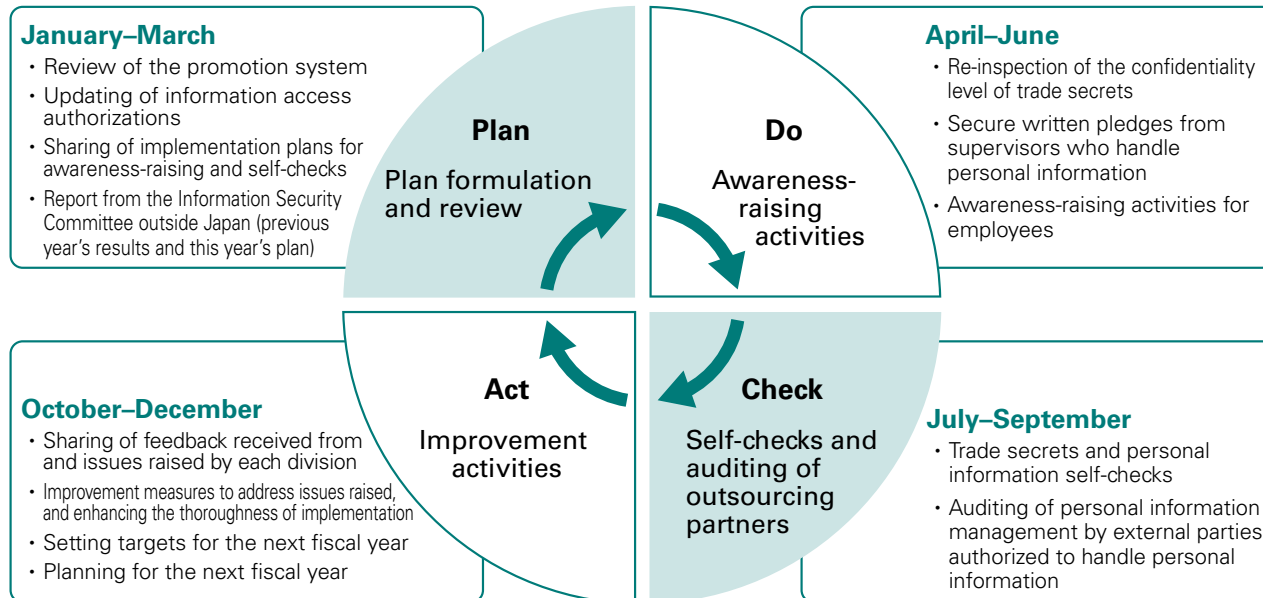 January–March
・Review of the promotion system
・Updating of information access
authorizations
・Sharing of implementation plans for
awareness-raising and self-checks
・Report from the Information Security
Committee outside Japan (previous
year's results and this year's plan)
Plan
Plan formulation
and review
Do
Awareness-
raising
activities
April–June
・Re-inspection of the confidentiality
level of trade secrets
・Secure written pledges from
supervisors who handle
personal information
・Awareness-raising activities for
employees
October–December
・Sharing of feedback received from
and issues raised by each division
・Improvement measures to address issues raised,
and enhancing the thoroughness of implementation
・Setting targets for the next fiscal year
・Planning for the next fiscal year
Act
Improvement
activities
Check
Self-checks and
auditing of
outsourcing
partners
July–September
・Trade secrets and personal
information self-checks
・Auditing of personal information
management by external parties
authorized to handle personal
information